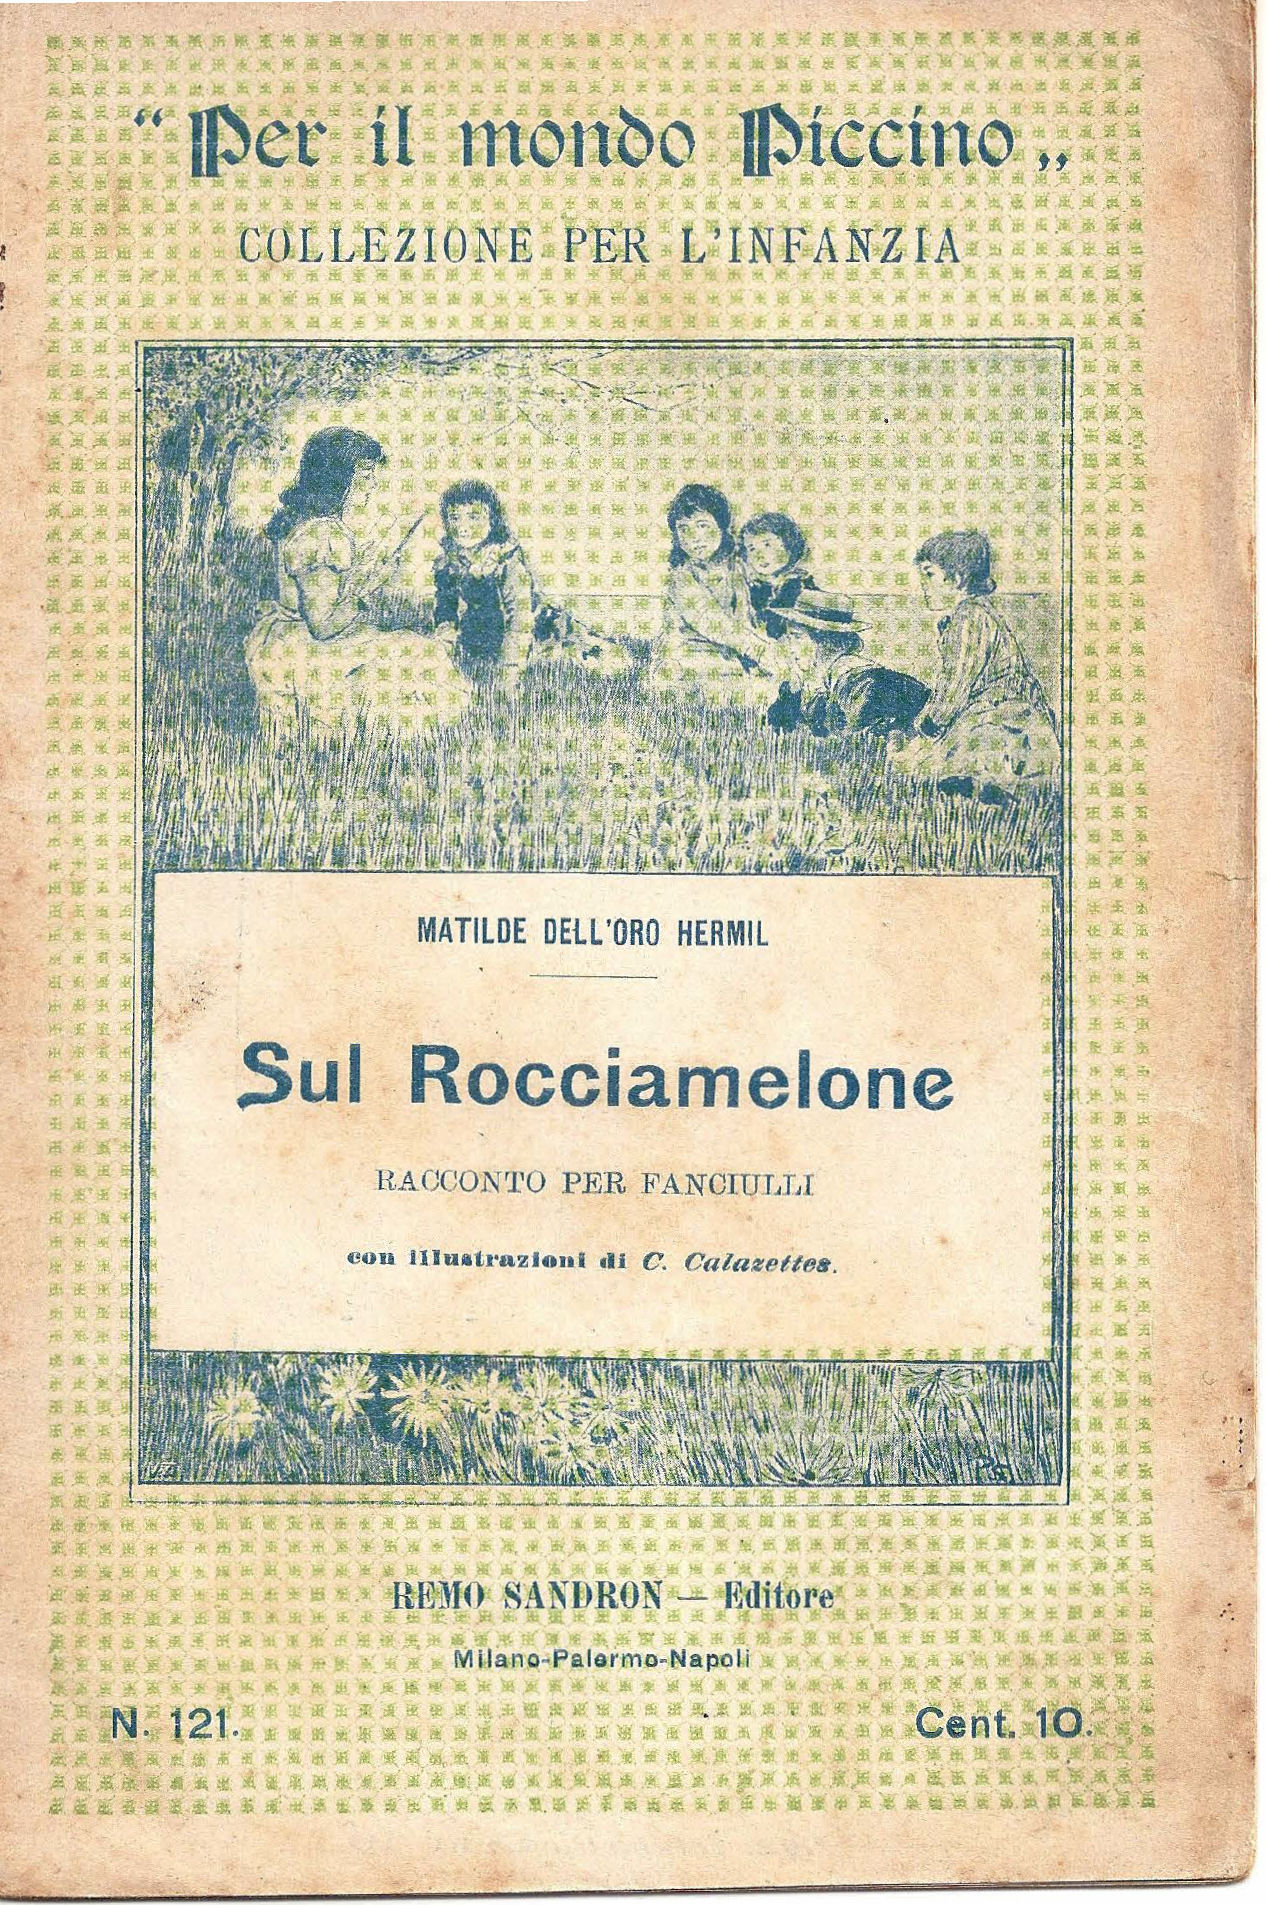 “ Per il mondo Piccino „
COLLEZIONE PER L'INFANZIA
MATILDE DELL'ORO HERMIL
Sul Rocciamelone
RACCONTO PER FANCIULLI
con illustrazioni di C. Calazettes.
REMO SANDRON — Editore
Milano-Palermo-Napoli
N. 121.
Cent. 10.